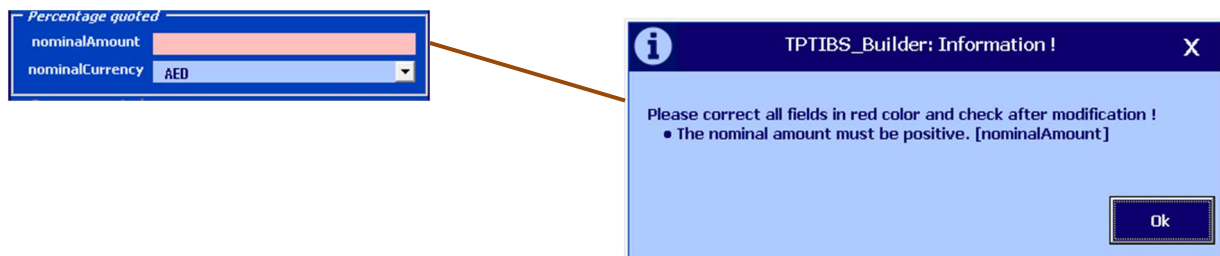 Percentage quoted
nominalAmount
nominalCurrency AED
TPTIBS_Builder: Information ! X
Please correct all fields in red color and check after modification !
• The nominal amount must be positive. [nominalAmount]
Ok